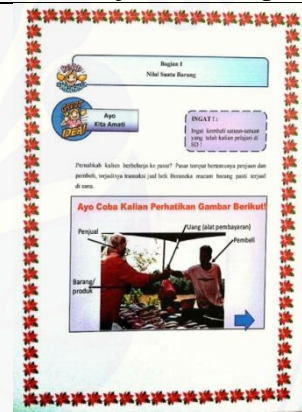 Bagian I
Nilai Suatu Barang
Ayo
Kita Amati
IDEA!
INGAT ! :
Ingat kembali satuan-satuan
yang telah kalian pelajari di
SD !
Pernahkah kalian berbelanja ke pasar? Pasar tempat bertemunya penjual dan
pembeli, terjadinya transaksi jual beli. Beraneka macam barang pasti terjual
di sana.
Ayo Coba Kalian Perhatikan Gambar Berikut!
Penjual
Uang (alat pembayaran)
Pembeli
Barang/
produk